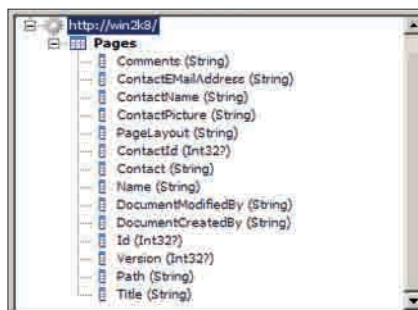 http://win2k8/
Pages
Comments (String)
ContactEMailAddress (String)
ContactName (String)
ContactPicture (String)
PageLayout (String)
ContactId (Int32?)
Contact (String)
Name (String)
DocumentModifiedBy (String)
DocumentCreatedBy (String)
Id (Int32?)
Version (Int32?)
Path (String)
Title (String)